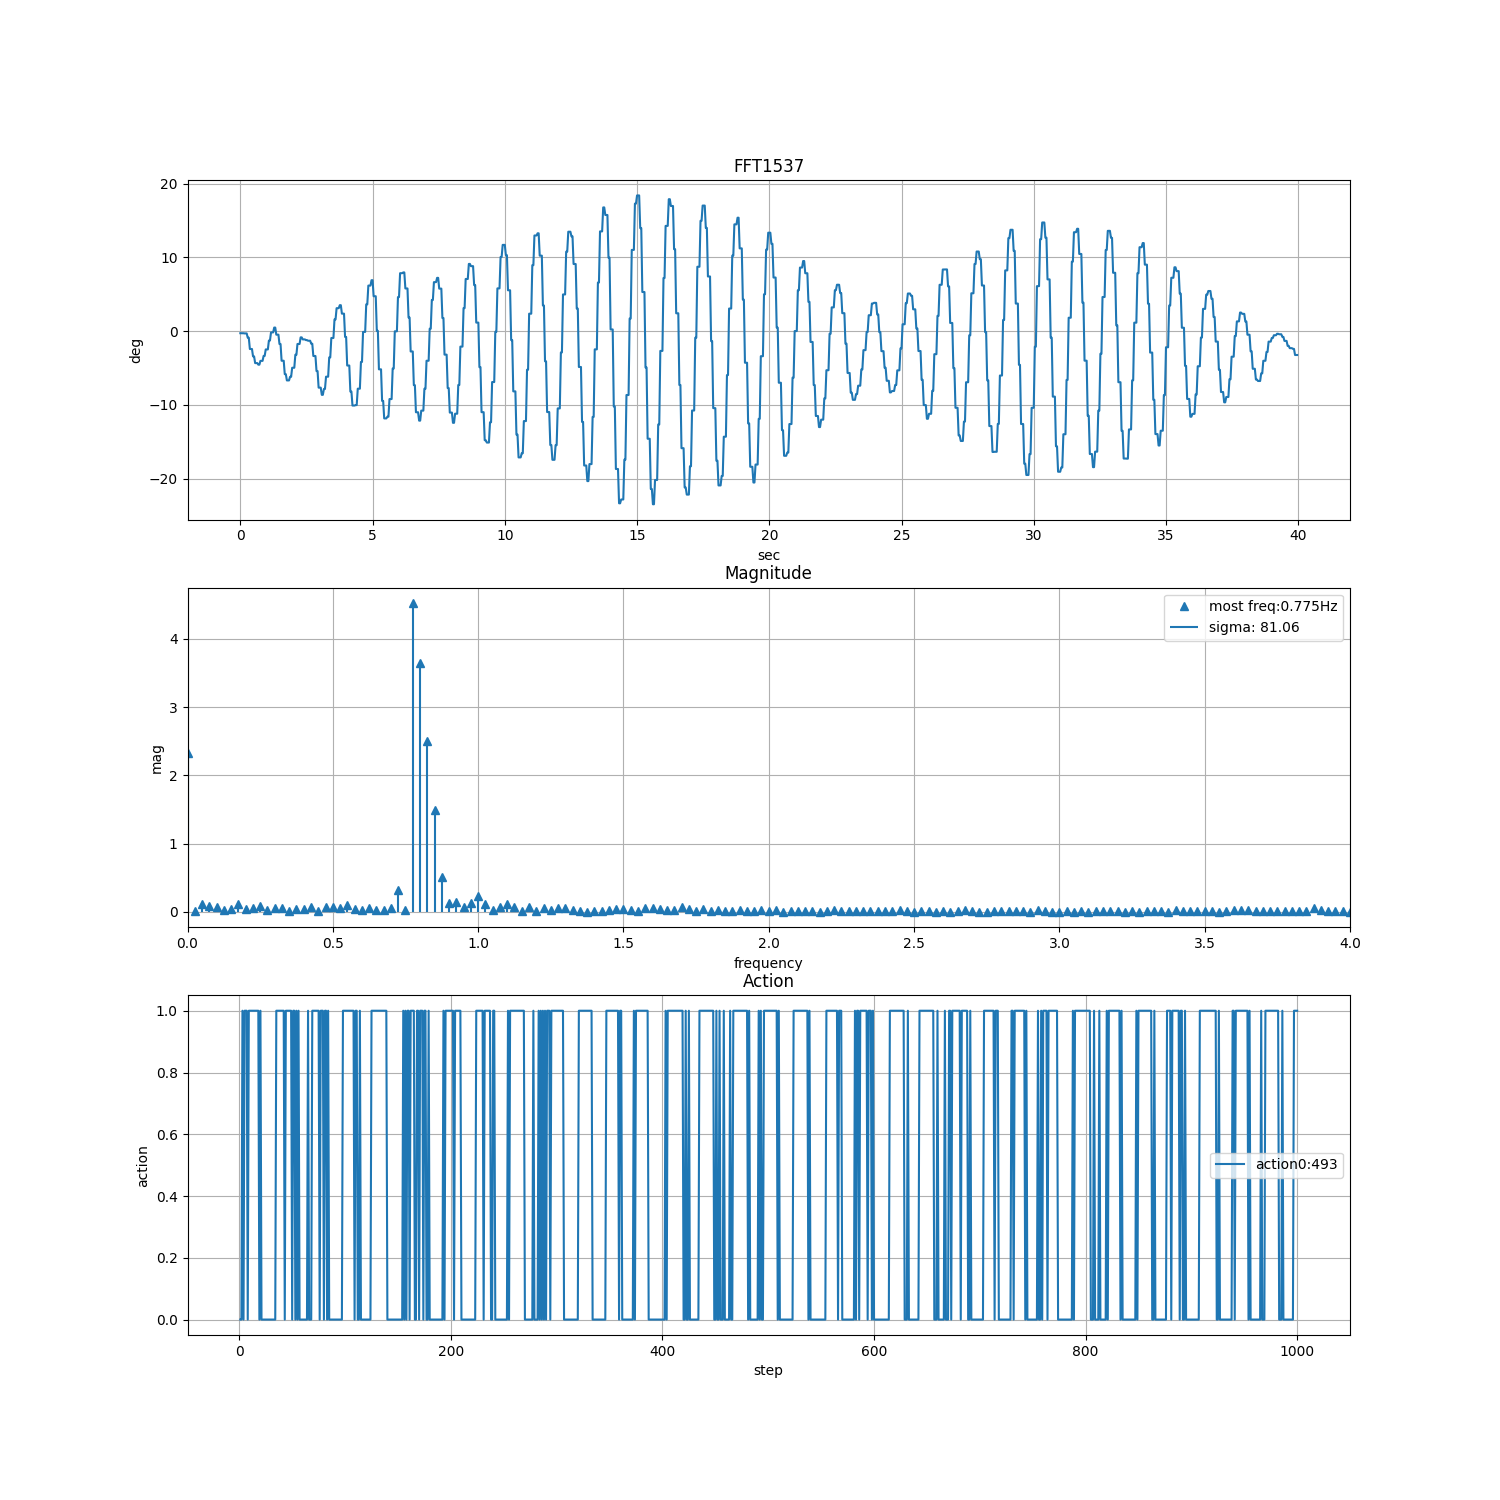 FFT1537
20
10
0
−10
−20
deg
0 5 10 15 20 25 30 35 40
sec
Magnitude
most freq:0.775Hz
sigma: 81.06
4
3
2
1
0
mag
0.0 0.5 1.0 1.5 2.0 2.5 3.0 3.5 4.0
frequency
Action
1.0
0.8
0.6
0.4
0.2
0.0
action
action0:493
0 200 400 600 800 1000
step